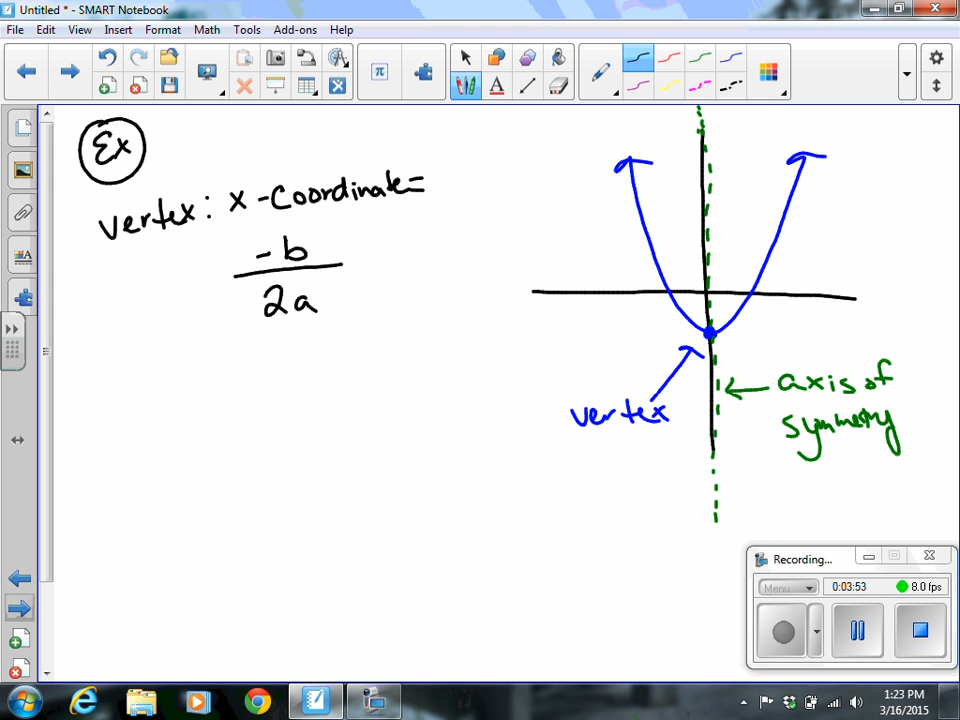 Untitled * - SMART Notebook
File Edit View Insert Format Math Tools Add-ons Help
Ex
vertex: x-coordinate=
-b
2a
vertex
axis of
symmetry
Recording...
Menu
0:03:53
8.0 fps
1:23 PM
3/16/2015